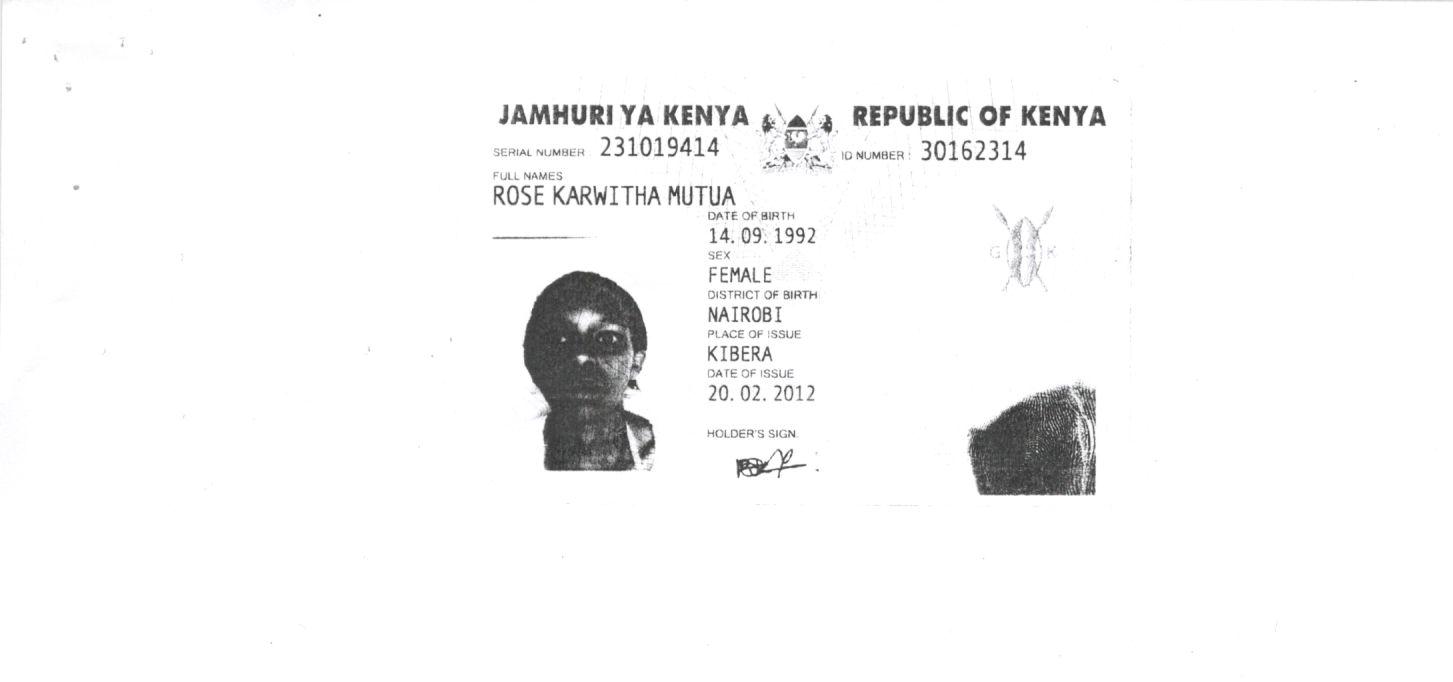 JAMHURI YA KENYA REPUBLIC OF KENYA
SERIAL NUMBER : 231019414 ID NUMBER : 30162314
FULL NAMES
ROSE KARWITHA MUTUA
DATE OF BIRTH
14. 09. 1992
SEX
FEMALE
DISTRICT OF BIRTH
NAIROBI
PLACE OF ISSUE
KIBERA
DATE OF ISSUE
20. 02. 2012
HOLDER'S SIGN.
G K